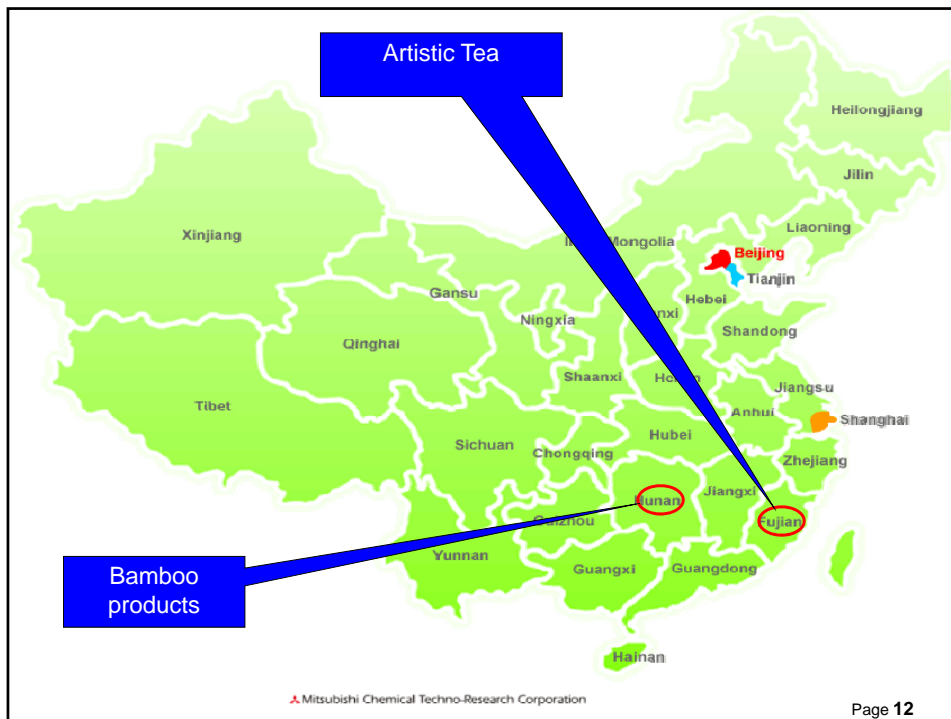 Artistic Tea
Heilongjiang
Jilin
Liaoning
Xinjiang
Mongolia
Beijing
Tianjin
Gansu
Hebei
Ningxia
Shandong
Qinghai
Shaanxi
Jiangsu
Tibet
Anhui
Shanghai
Hubei
Sichuan
Chongqing
Zhejiang
Jiangxi
Hunan
Guizhou
Fujian
Yunnan
Guangxi
Guangdong
Bamboo
products
Hainan
Mitsubishi Chemical Techno-Research Corporation
Page 12